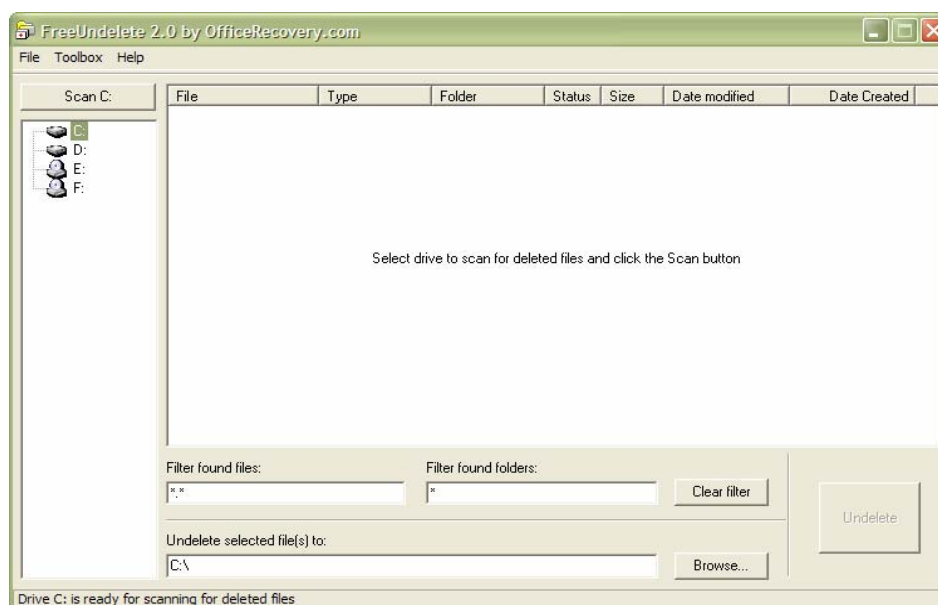 FreeUndelete 2.0 by OfficeRecovery.com
File Toolbox Help
Scan C:
File Type Folder Status Size Date modified Date Created
C:
D:
E:
F:
Select drive to scan for deleted files and click the Scan button
Filter found files: Filter found folders:
*.* * Clear filter
Undelete
Undelete selected file(s) to:
C:\ Browse...
Drive C: is ready for scanning for deleted files